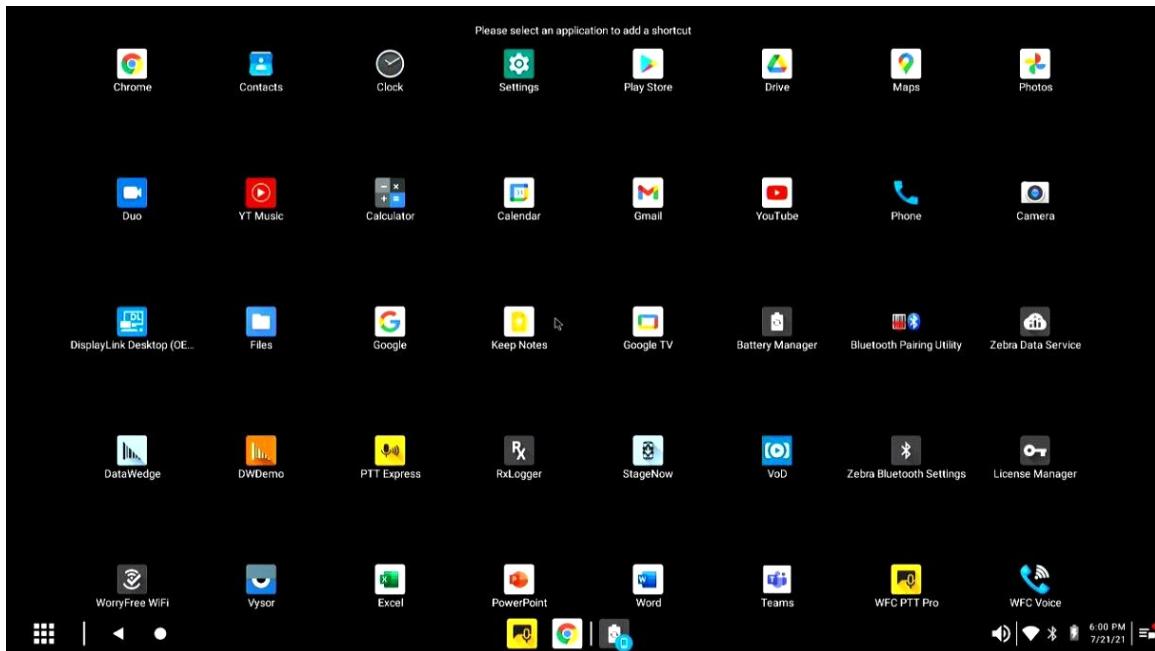 Please select an application to add a shortcut
Chrome Contacts Clock Settings Play Store Drive Maps Photos
Duo YT Music Calculator Calendar Gmail YouTube Phone Camera
DisplayLink Desktop (OE... Files Google Keep Notes Google TV Battery Manager Bluetooth Pairing Utility Zebra Data Service
DataWedge DWDemo PTT Express RxLogger StageNow VoD Zebra Bluetooth Settings License Manager
WorryFree WiFi Vysor Excel PowerPoint Word Teams WFC PTT Pro WFC Voice
6:00 PM
7/21/21